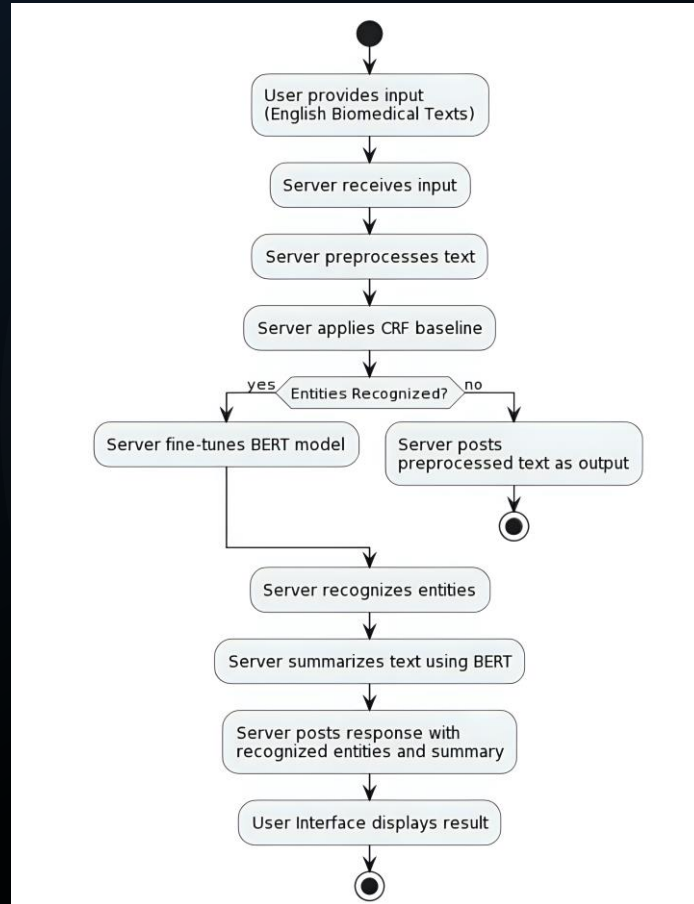 User provides input
(English Biomedical Texts)
Server receives input
Server preprocesses text
Server applies CRF baseline
yes
Entities Recognized?
no
Server fine-tunes BERT model
Server posts
preprocessed text as output
Server recognizes entities
Server summarizes text using BERT
Server posts response with
recognized entities and summary
User Interface displays result